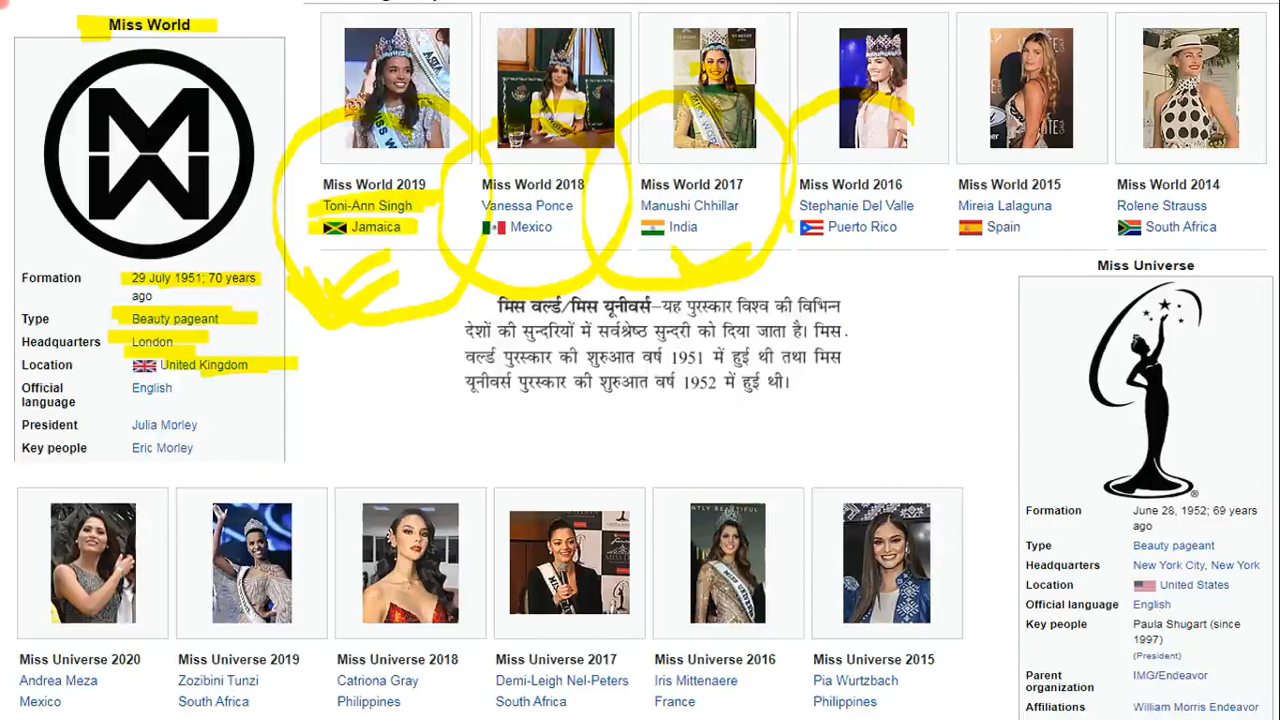 Miss World
Formation 29 July 1951; 70 years
ago
Type Beauty pageant
Headquarters London
Location United Kingdom
Official
language English
President Julia Morley
Key people Eric Morley
Miss World 2019
Toni-Ann Singh
Jamaica
Miss World 2018
Vanessa Ponce
Mexico
Miss World 2017
Manushi Chhillar
India
Miss World 2016
Stephanie Del Valle
Puerto Rico
Miss World 2015
Mireia Lalaguna
Spain
Miss World 2014
Rolene Strauss
South Africa
मिस वर्ल्ड/मिस यूनीवर्स–यह पुरस्कार विश्व की विभिन्न
देशों की सुन्दरियों में सर्वश्रेष्ठ सुन्दरी को दिया जाता है। मिस
वर्ल्ड पुरस्कार की शुरुआत वर्ष 1951 में हुई थी तथा मिस
यूनीवर्स पुरस्कार की शुरुआत वर्ष 1952 में हुई थी।
Miss Universe
Formation June 28, 1952; 69 years
ago
Type Beauty pageant
Headquarters New York City, New York
Location United States
Official language English
Key people Paula Shugart (since
1997)
(President)
Parent
organization IMG/Endeavor
Affiliations William Morris Endeavor
Miss Universe 2020
Andrea Meza
Mexico
Miss Universe 2019
Zozibini Tunzi
South Africa
Miss Universe 2018
Catriona Gray
Philippines
Miss Universe 2017
Demi-Leigh Nel-Peters
South Africa
Miss Universe 2016
Iris Mittenaere
France
Miss Universe 2015
Pia Wurtzbach
Philippines